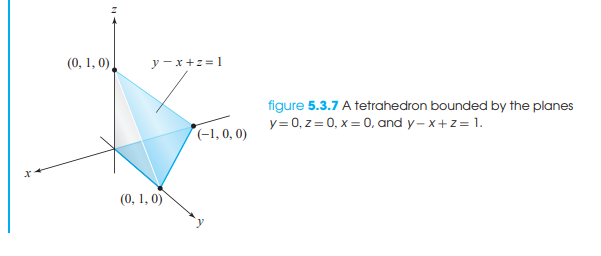 z
(0, 1, 0)
y − x + z = 1
(−1, 0, 0)
x
(0, 1, 0)
y
figure 5.3.7 A tetrahedron bounded by the planes
y = 0, z = 0, x = 0, and y − x + z = 1.